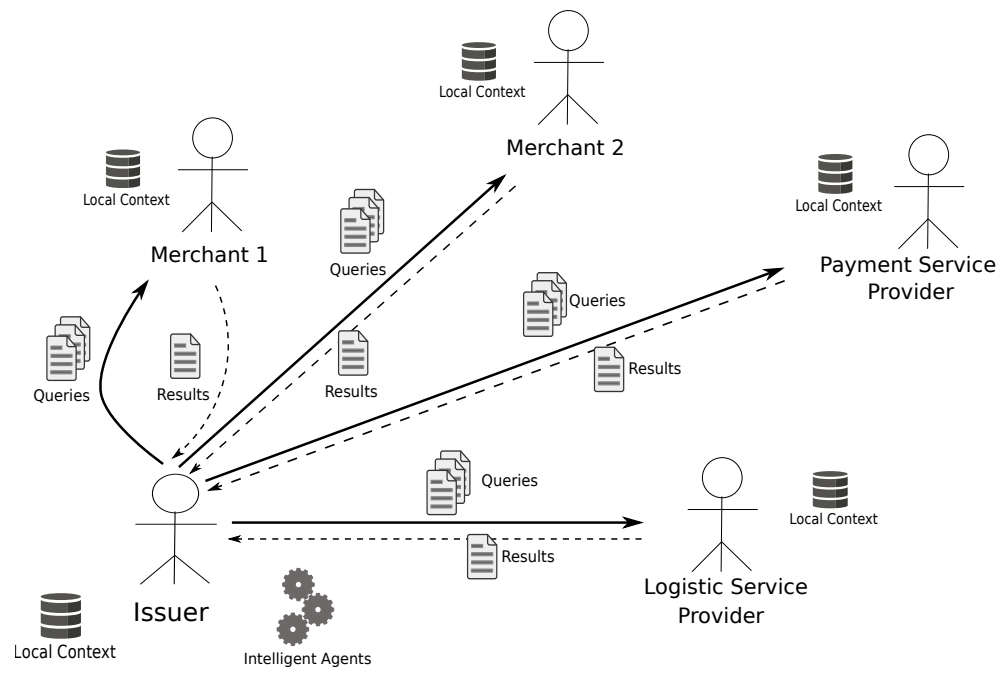 Local Context
Merchant 2
Local Context
Merchant 1
Local Context
Payment Service
Provider
Queries
Queries
Queries
Results
Results
Results
Queries
Local Context
Results
Logistic Service
Provider
Issuer
Local Context
Intelligent Agents